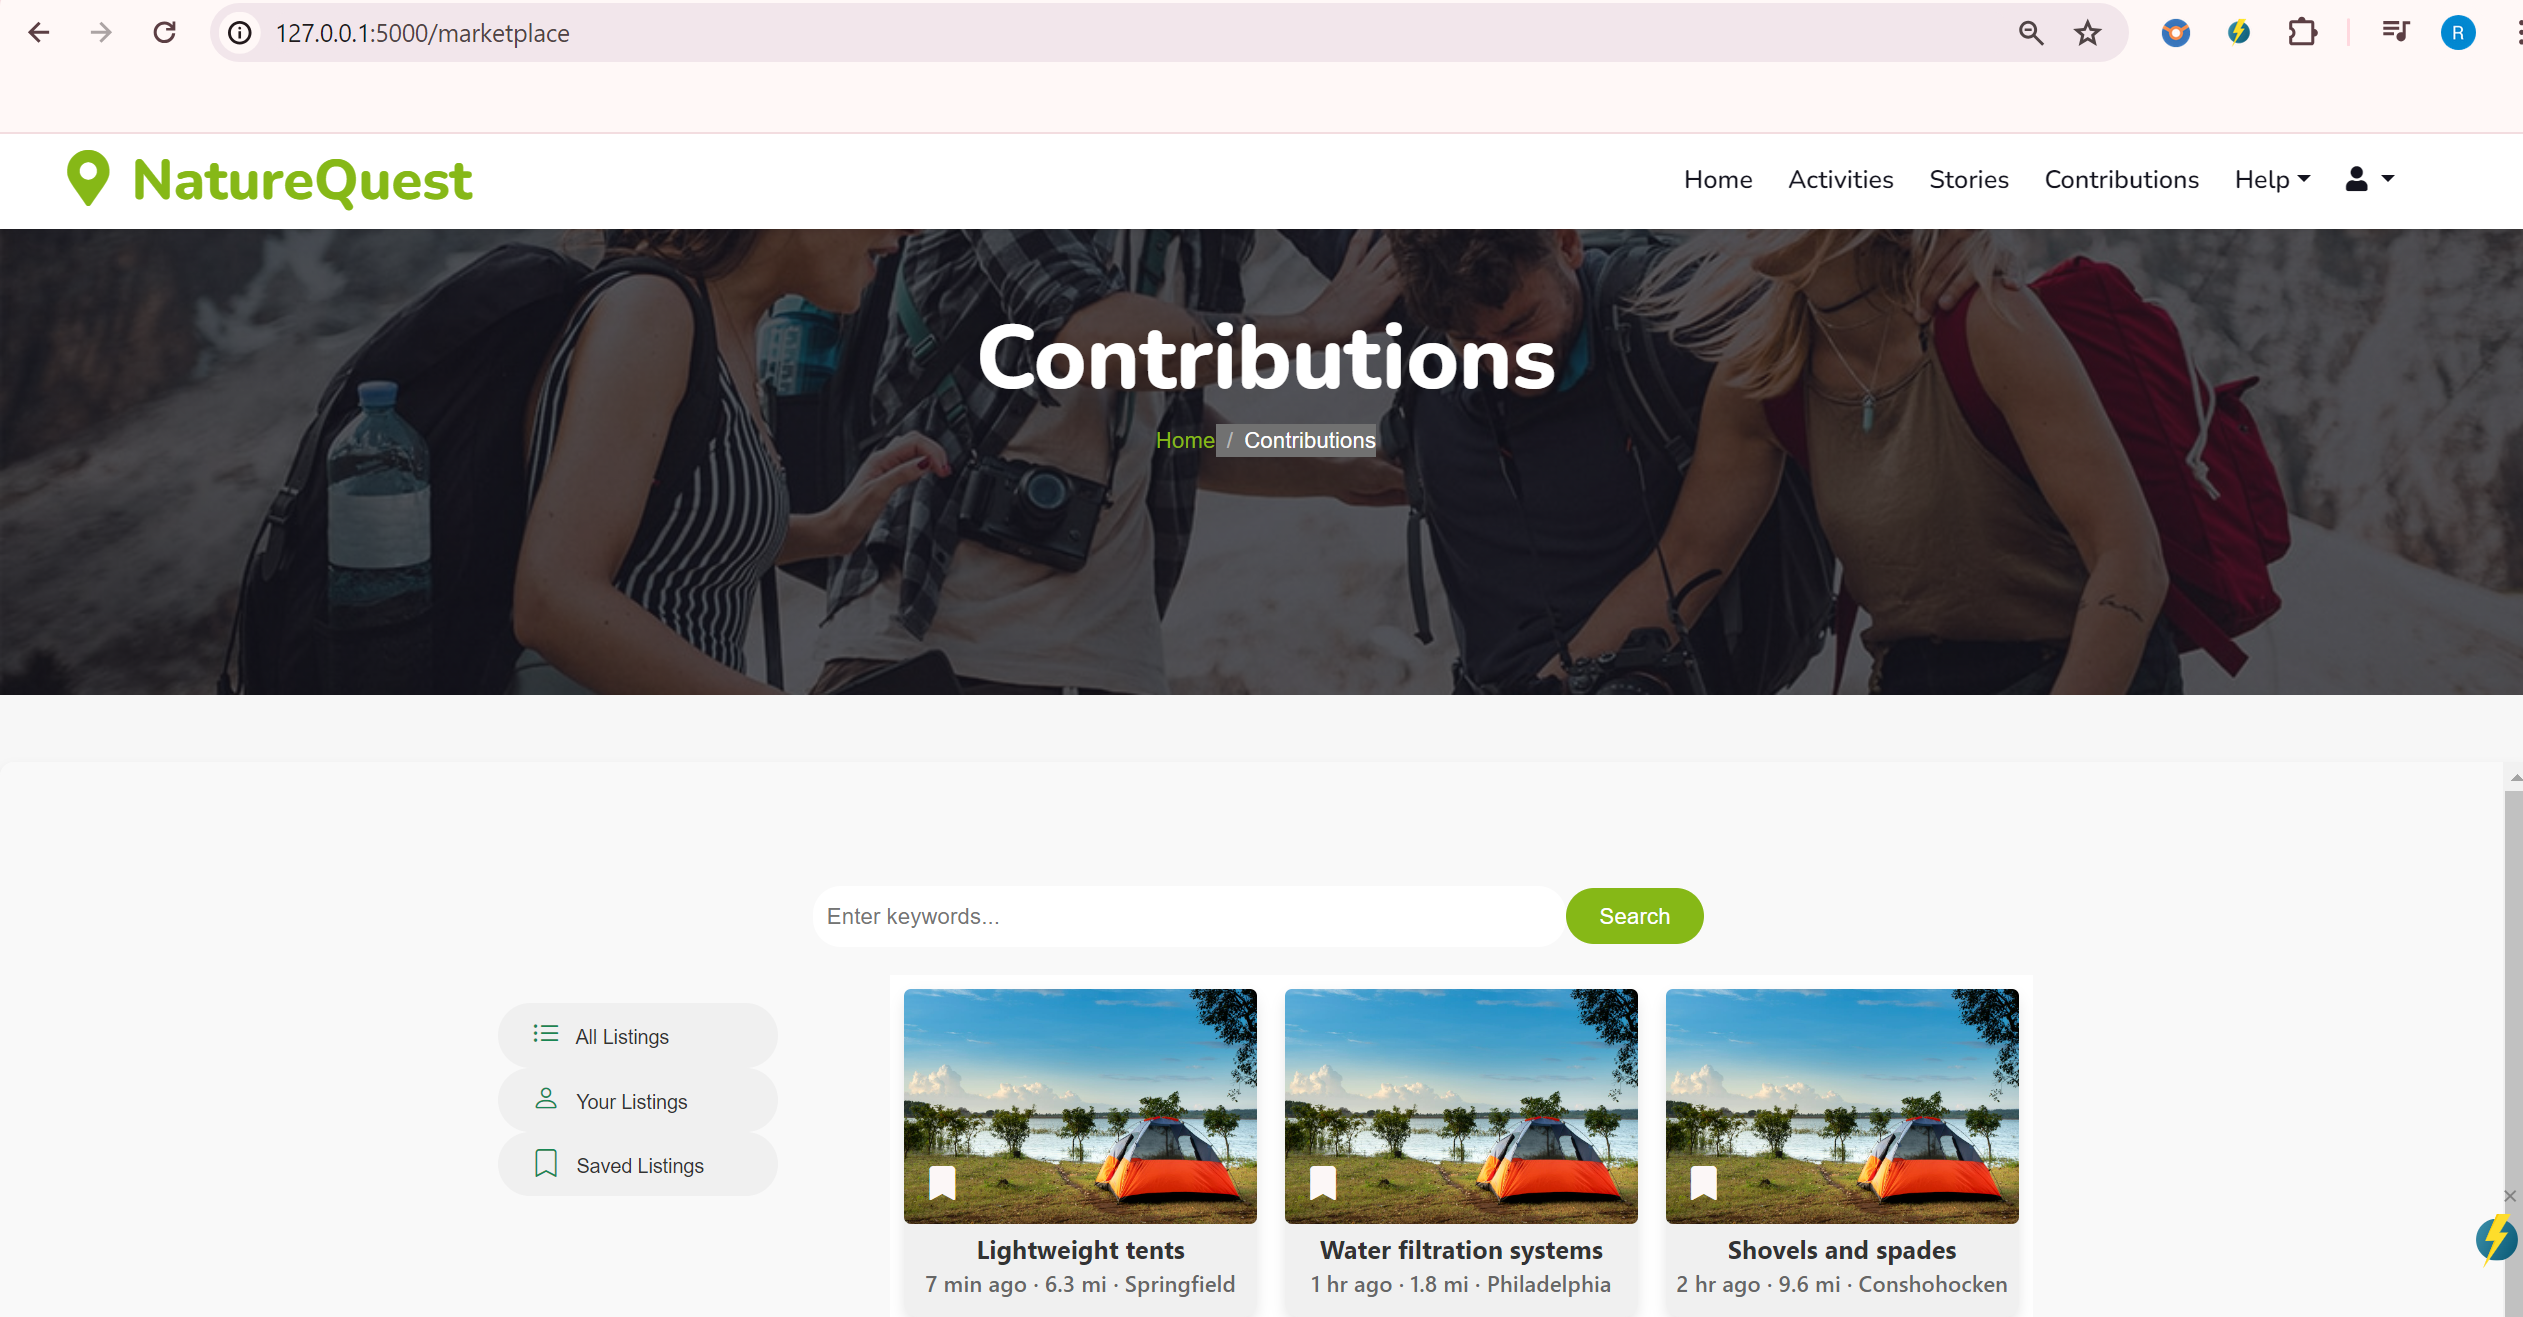 127.0.0.1:5000/marketplace
R
NatureQuest
Home Activities Stories Contributions Help
Contributions
Home / Contributions
Enter keywords...
Search
All Listings
Your Listings
Saved Listings
Lightweight tents
7 min ago · 6.3 mi · Springfield
Water filtration systems
1 hr ago · 1.8 mi · Philadelphia
Shovels and spades
2 hr ago · 9.6 mi · Conshohocken